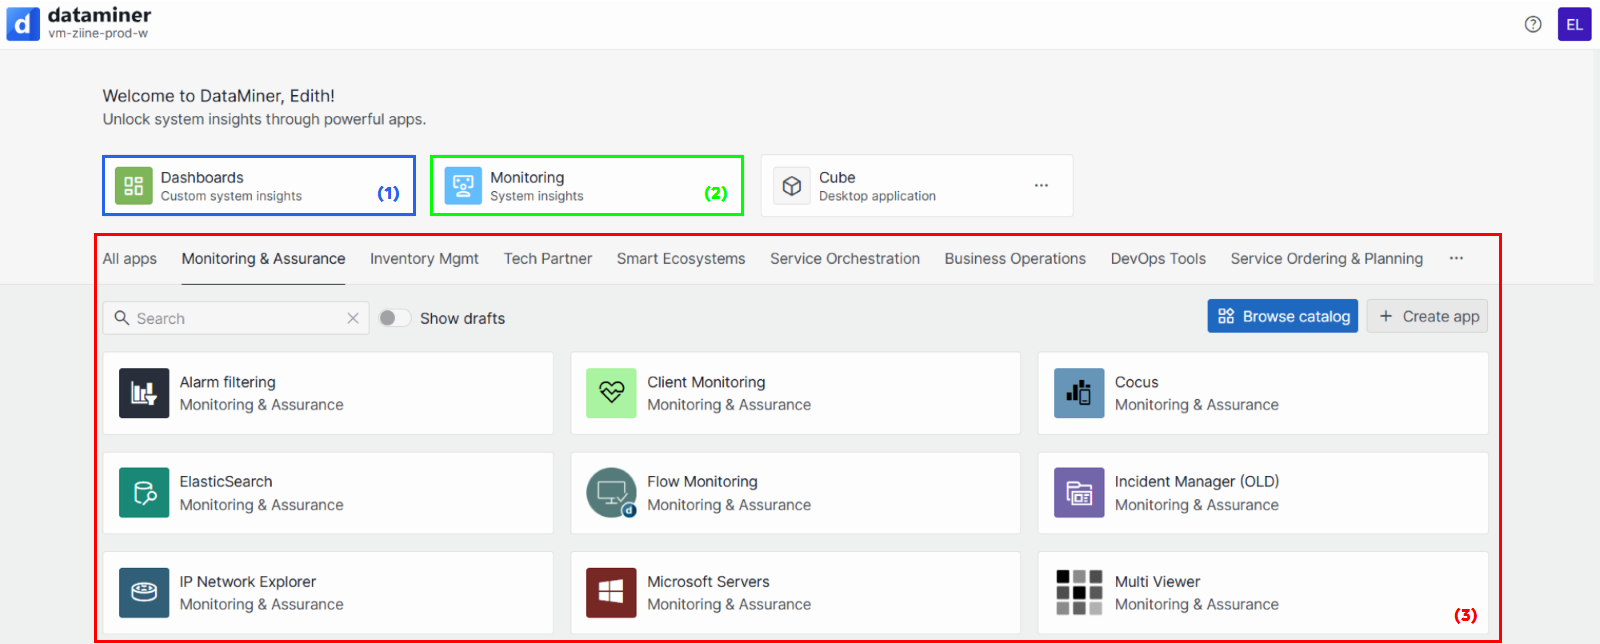 dataminer
vm-ziine-prod-w
EL
Welcome to DataMiner, Edith!
Unlock system insights through powerful apps.
Dashboards
Custom system insights
(1)
Monitoring
System insights
(2)
Cube
Desktop application
All apps Monitoring & Assurance Inventory Mgmt Tech Partner Smart Ecosystems Service Orchestration Business Operations DevOps Tools Service Ordering & Planning
Search
Show drafts
Browse catalog
Create app
Alarm filtering
Monitoring & Assurance
Client Monitoring
Monitoring & Assurance
Cocus
Monitoring & Assurance
ElasticSearch
Monitoring & Assurance
Flow Monitoring
Monitoring & Assurance
Incident Manager (OLD)
Monitoring & Assurance
IP Network Explorer
Monitoring & Assurance
Microsoft Servers
Monitoring & Assurance
Multi Viewer
Monitoring & Assurance
(3)